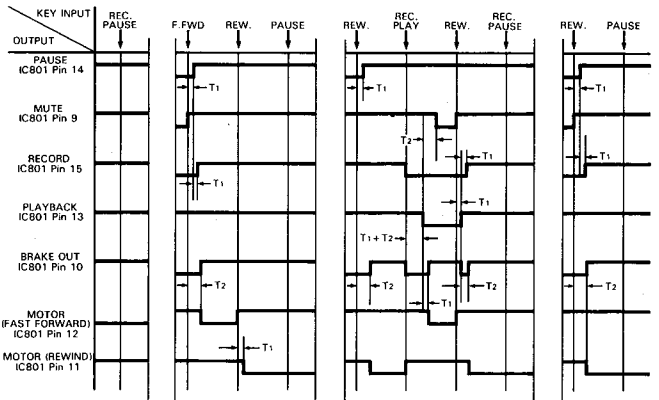 KEY INPUT
OUTPUT
REC.
PAUSE
F.FWD
REW.
PAUSE
REW.
REC.
PLAY
REW.
REC.
PAUSE
REW.
PAUSE
PAUSE
IC801 Pin 14
T1
T1
T1
MUTE
IC801 Pin 9
T2
RECORD
IC801 Pin 15
T1
T1
T1
PLAYBACK
IC801 Pin 13
T1
T1+T2
BRAKE OUT
IC801 Pin 10
T2
T2
T2
T2
T1
MOTOR
(FAST FORWARD)
IC801 Pin 12
MOTOR (REWIND)
IC801 Pin 11
T1